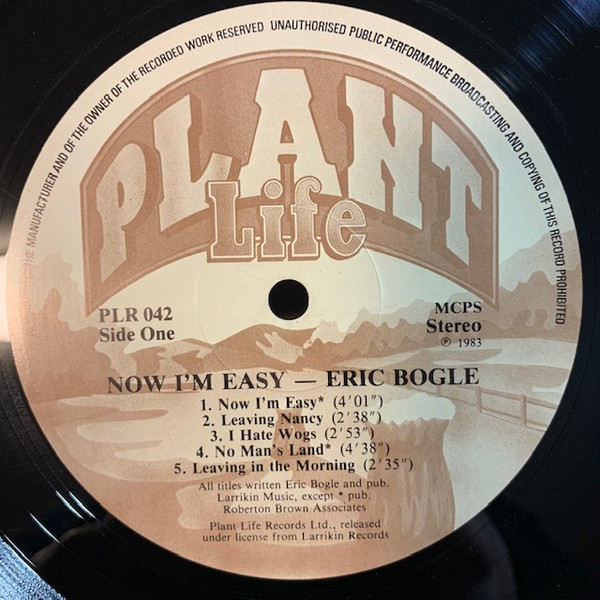 THE MANUFACTURER AND OF THE OWNER OF THE RECORDED WORK RESERVED UNAUTHORISED PUBLIC PERFORMANCE BROADCASTING AND COPYING OF THIS RECORD PROHIBITED
PLANT
Life
PLR 042
Side One
MCPS
Stereo
℗ 1983
NOW I'M EASY — ERIC BOGLE
1. Now I'm Easy* (4'01")
2. Leaving Nancy (2'38")
3. I Hate Wogs (2'53")
4. No Man's Land* (4'38")
5. Leaving in the Morning (2'35")
All titles written Eric Bogle and pub.
Larrikin Music, except * pub.
Roberton Brown Associates
Plant Life Records Ltd., released
under license from Larrikin Records